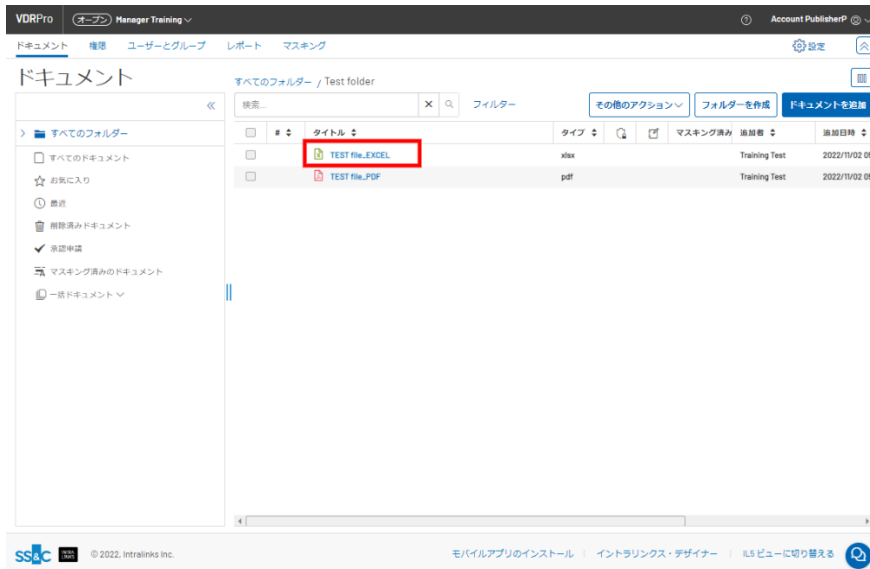 VDRPro (オープン) Manager Training Account PublisherP
ドキュメント 権限 ユーザーとグループ レポート マスキング 設定
ドキュメント
すべてのフォルダー / Test folder
検索... フィルター その他のアクション フォルダーを作成 ドキュメントを追加
すべてのフォルダー
# タイトル タイプ マスキング済み 追加者 追加日時
すべてのドキュメント
TEST file_EXCEL xlsx Training Test 2022/11/02
お気に入り
TEST file_PDF pdf Training Test 2022/11/02
最近
削除済みドキュメント
承認申請
マスキング済みのドキュメント
一括ドキュメント
SS&C INTRALINKS © 2022, Intralinks Inc. モバイルアプリのインストール イントラリンクス・デザイナー IL5 ビューに切り替える